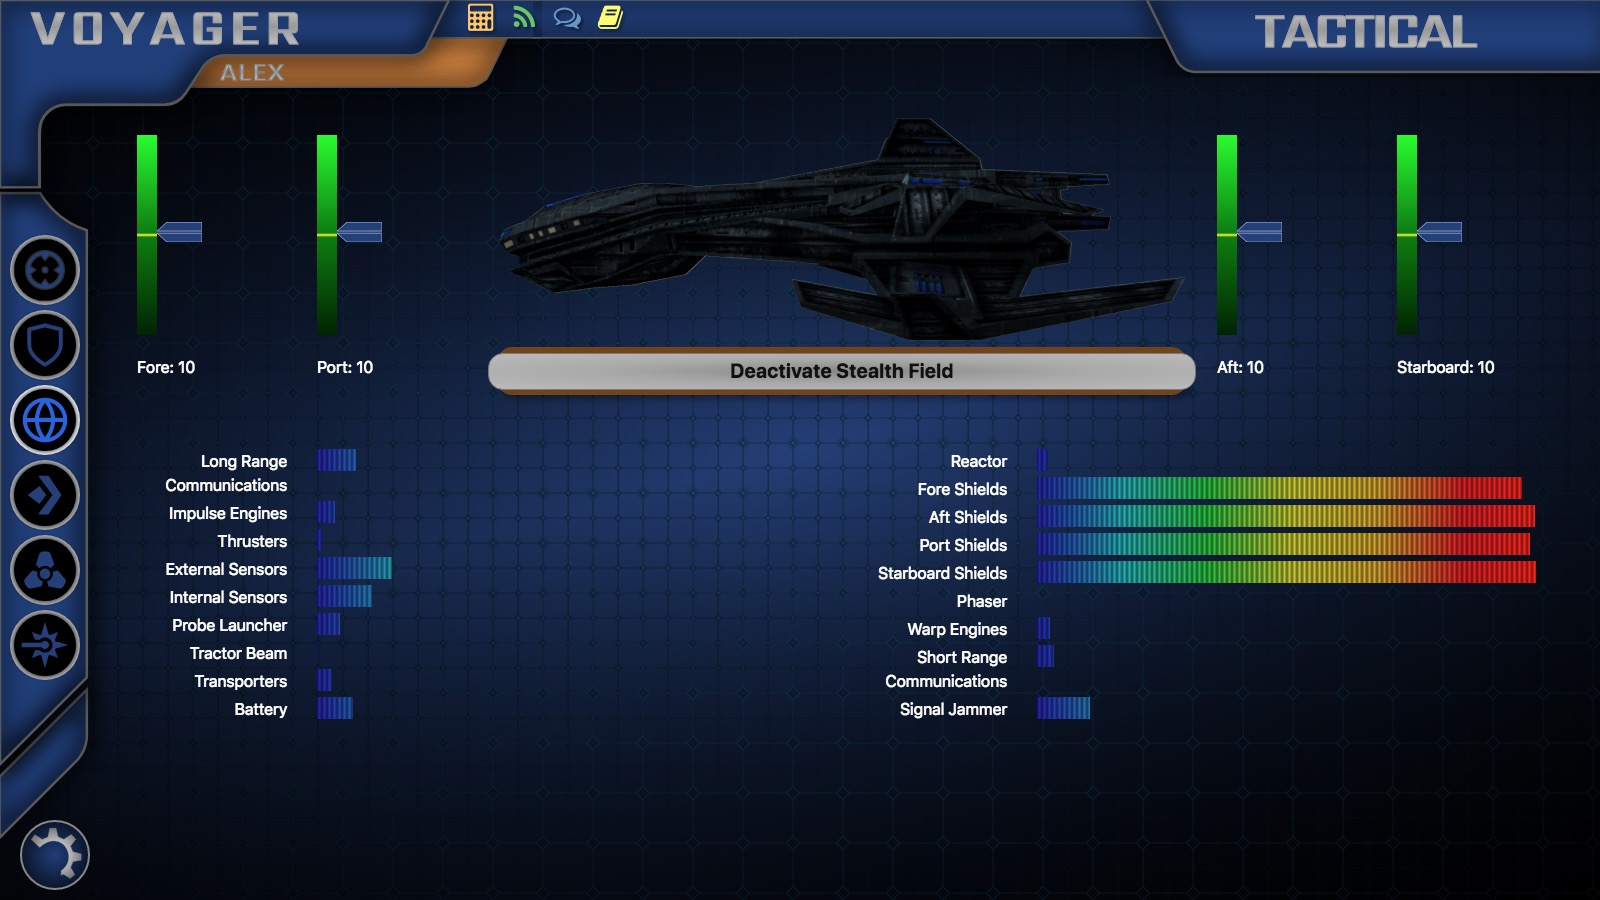 VOYAGER
TACTICAL
ALEX
Fore: 10
Port: 10
Deactivate Stealth Field
Aft: 10
Starboard: 10
Long Range
Communications
Impulse Engines
Thrusters
External Sensors
Internal Sensors
Probe Launcher
Tractor Beam
Transporters
Battery
Reactor
Fore Shields
Aft Shields
Port Shields
Starboard Shields
Phaser
Warp Engines
Short Range
Communications
Signal Jammer